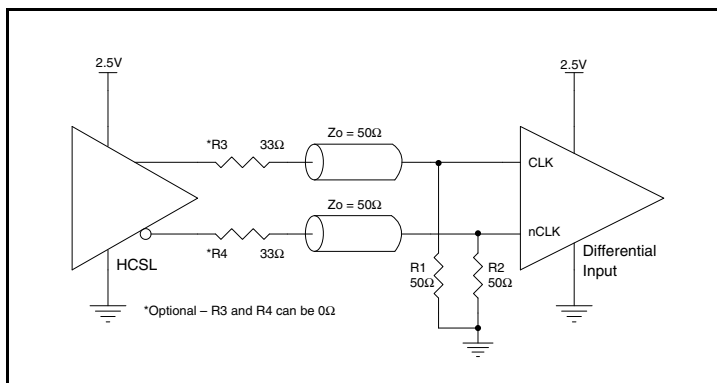 2.5V
2.5V
*R3 33Ω
Zo = 50Ω
CLK
Zo = 50Ω
nCLK
*R4 33Ω
HCSL
R1
50Ω
R2
50Ω
Differential
Input
*Optional – R3 and R4 can be 0Ω